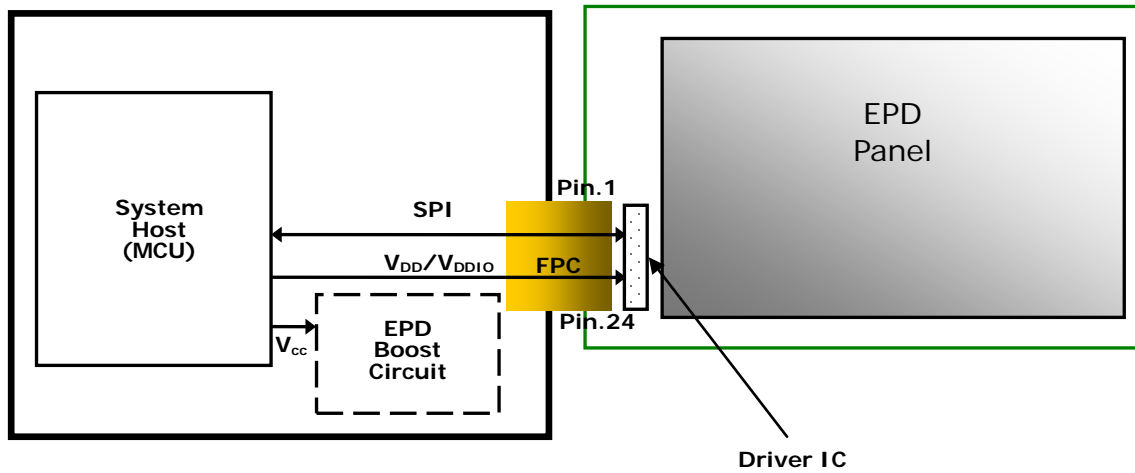 EPD
Panel
System
Host
(MCU)
Pin.1
SPI
VDD/VDDIO
FPC
Pin.24
Vcc
EPD
Boost
Circuit
Driver IC